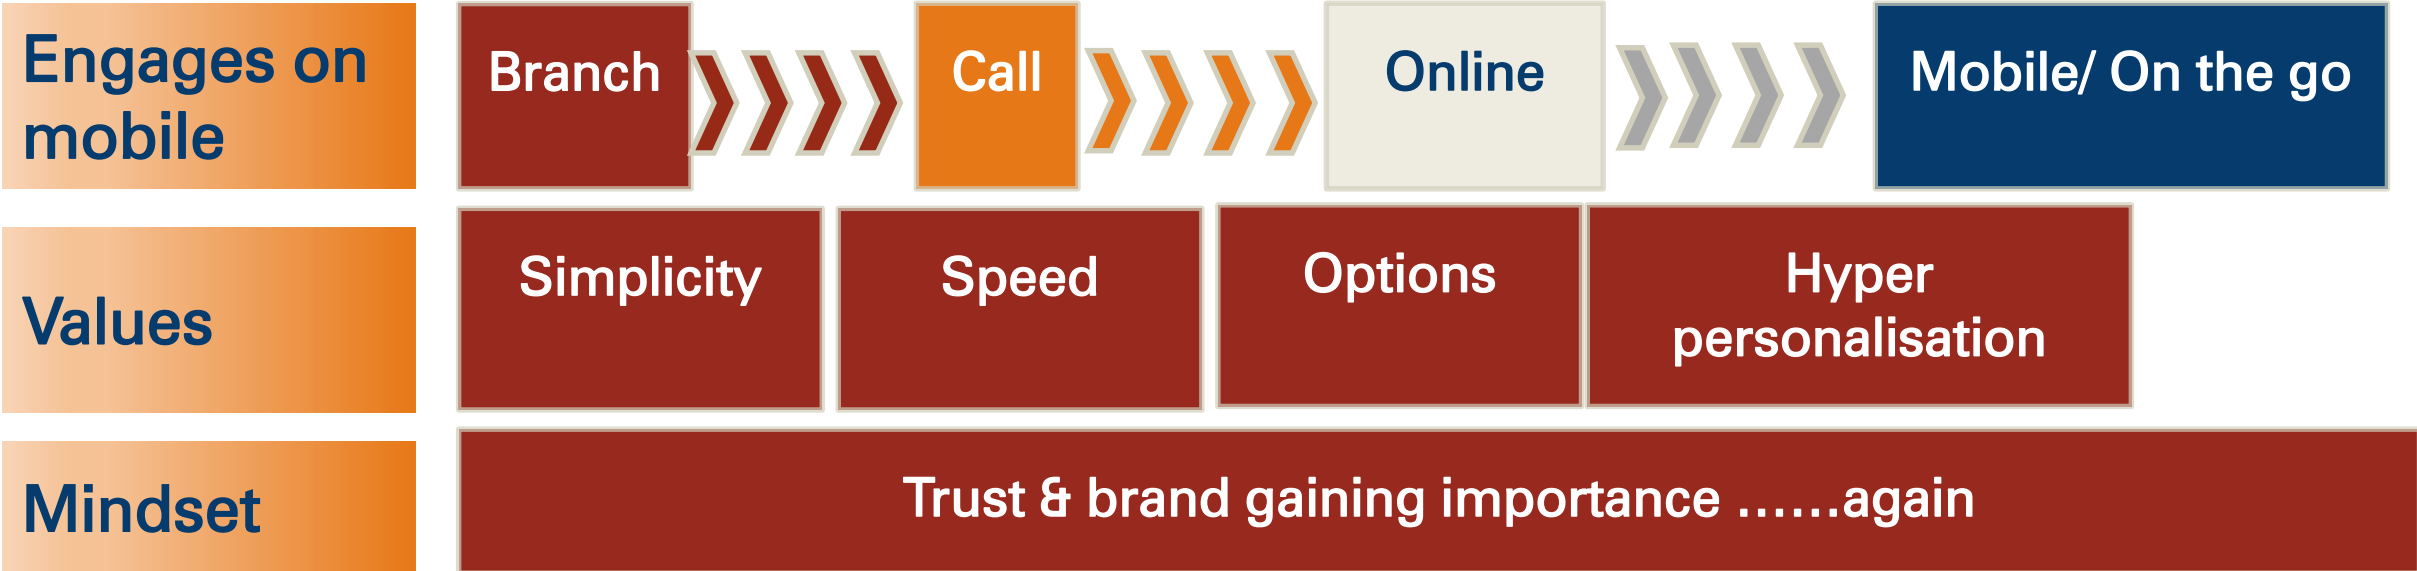 Engages on
mobile
Branch
Call
Online
Mobile/ On the go
Values
Simplicity
Speed
Options
Hyper
personalisation
Mindset
Trust & brand gaining importance ......again